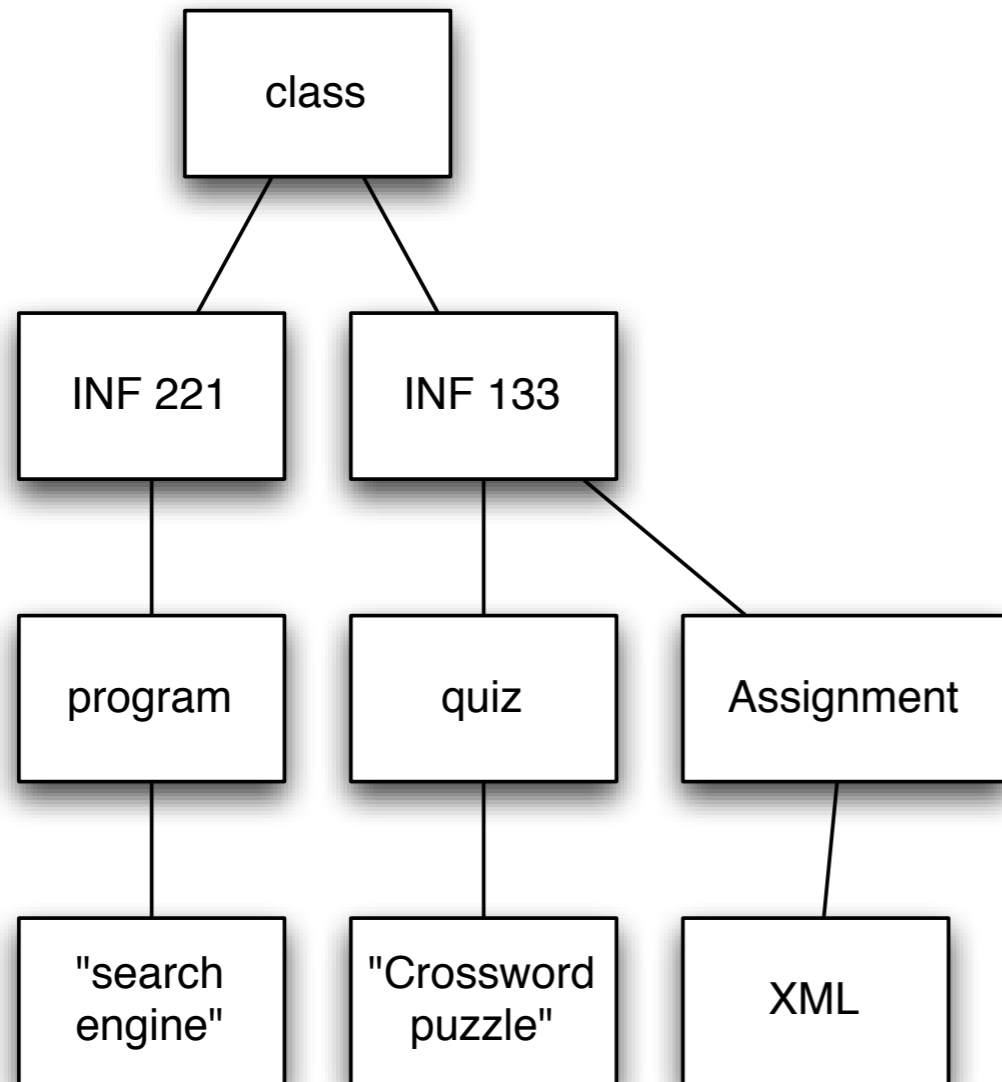 class
INF 221
INF 133
program
quiz
Assignment
"search
engine"
"Crossword
puzzle"
XML